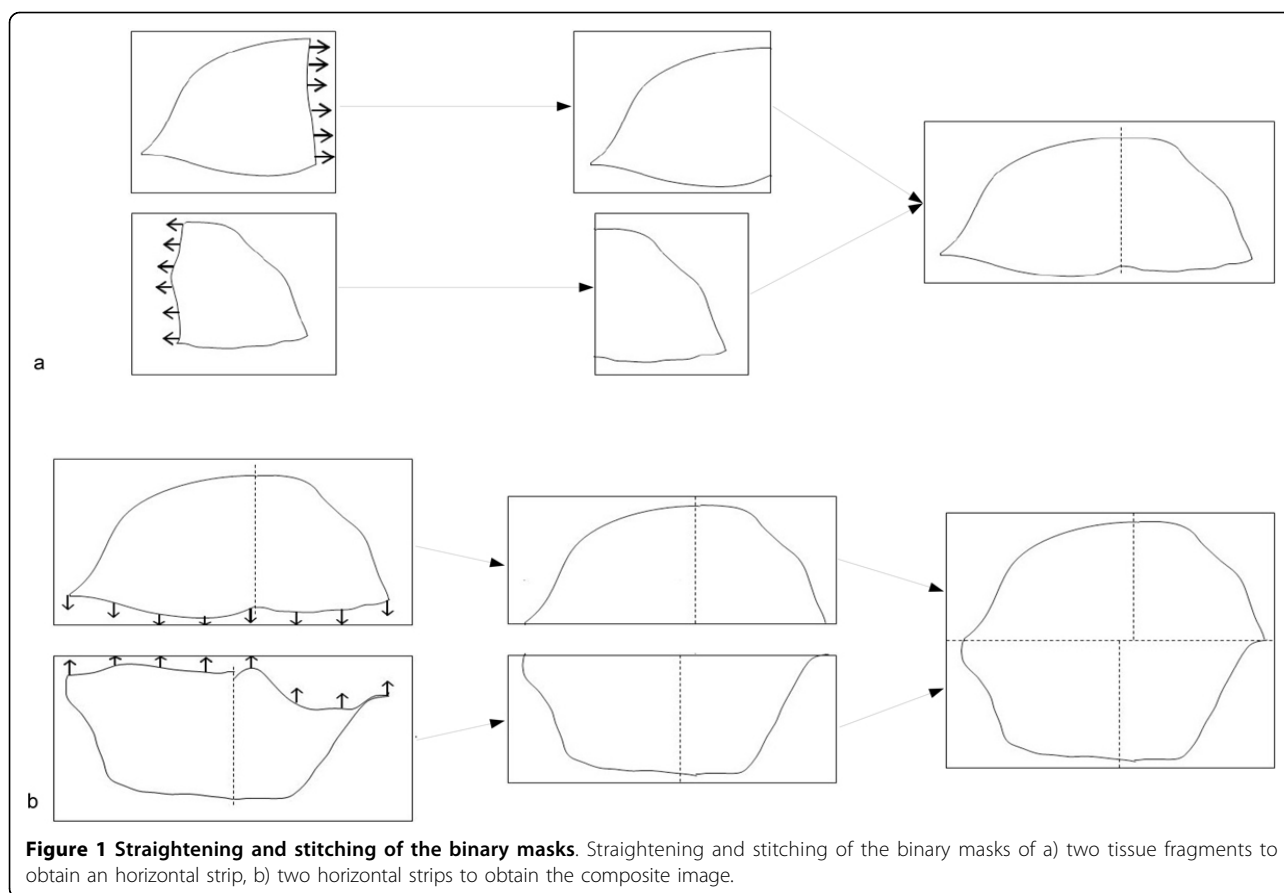 a
b
Figure 1 Straightening and stitching of the binary masks. Straightening and stitching of the binary masks of a) two tissue fragments to
obtain an horizontal strip, b) two horizontal strips to obtain the composite image.